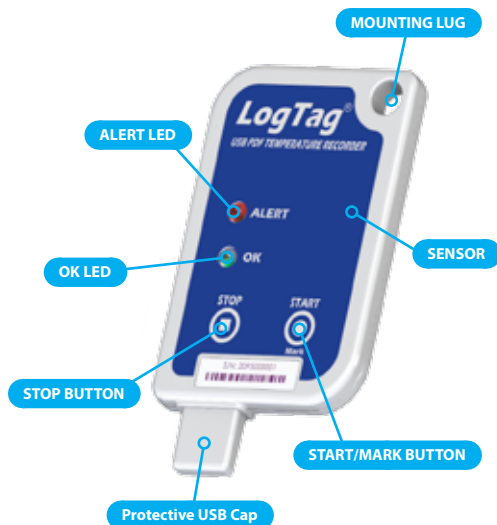 MOUNTING LUG
LogTag®
USB PDF TEMPERATURE RECORDER
ALERT LED
ALERT
SENSOR
OK LED
OK
STOP
START
Mark
S/N: 209S000001
STOP BUTTON
START/MARK BUTTON
Protective USB Cap